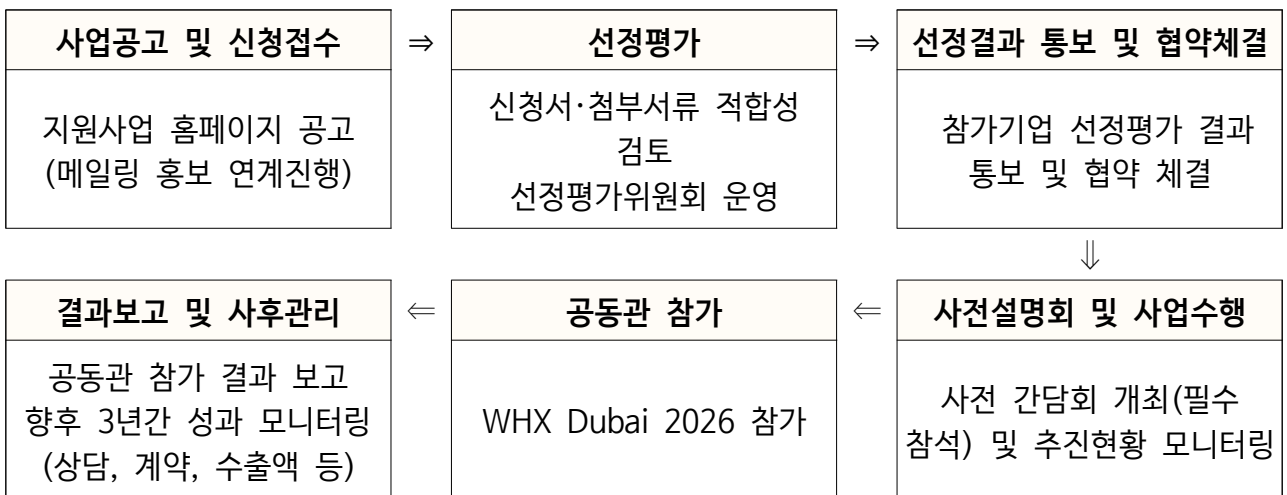 사업공고 및 신청접수
지원사업 홈페이지 공고
(메일링 홍보 연계진행)
⇒
선정평가
신청서·첨부서류 적합성
검토
선정평가위원회 운영
⇒
선정결과 통보 및 협약체결
참가기업 선정평가 결과
통보 및 협약 체결
⇓
사전설명회 및 사업수행
사전 간담회 개최(필수
참석) 및 추진현황 모니터링
⇐
공동관 참가
WHX Dubai 2026 참가
⇐
결과보고 및 사후관리
공동관 참가 결과 보고
향후 3년간 성과 모니터링
(상담, 계약, 수출액 등)